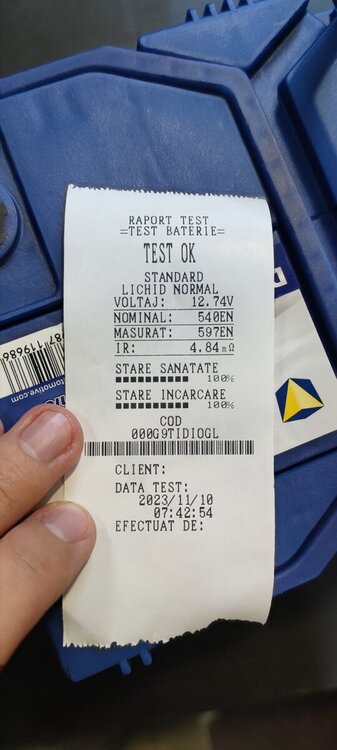 RAPORT TEST
=TEST BATERIE=
TEST OK
STANDARD
LICHID NORMAL
VOLTAJ: 12.74V
NOMINAL: 540EN
MASURAT: 597EN
IR: 4.84mΩ
STARE SANATATE
100%
STARE INCARCARE
100%
COD
000G9TIDIOGL
CLIENT:
DATA TEST:
2023/11/10
07:42:54
EFECTUAT DE: